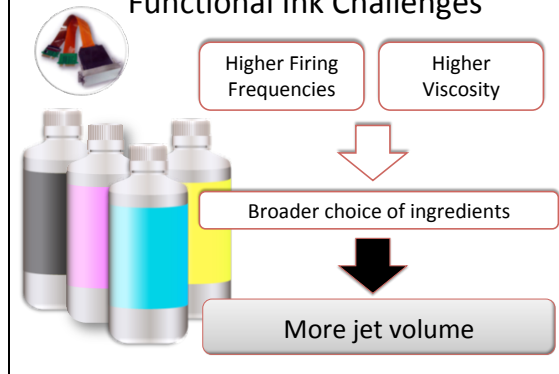 Functional Ink Challenges
Higher Firing
Frequencies
Higher
Viscosity
Broader choice of ingredients
More jet volume